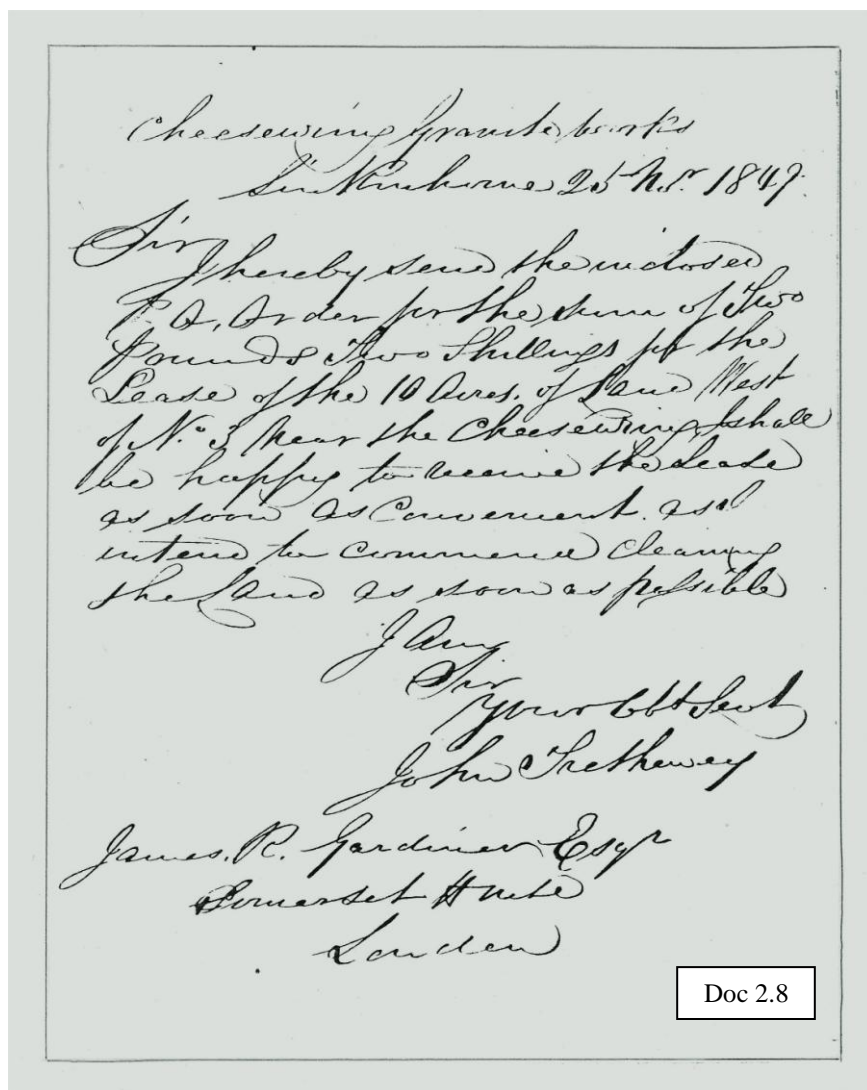 Cheesewring Granite Works
Linkinhorne 25 Nr. 1847.
Sir
I hereby send the inclosed
P.O. Order for the sum of Two
Pounds Two Shillings for the
Lease of the 10 Acres. of Land West
of No 3 Near the Cheesewring, I shall
be happy to receive the Lease
as soon as Convenient. as I
intend to commence clearing
the Land as soon as possible
I Am
Sir
Your Obt Servt
John Trethewey
James. R. Gardiner Esqr
Somerset
London
Doc 2.8